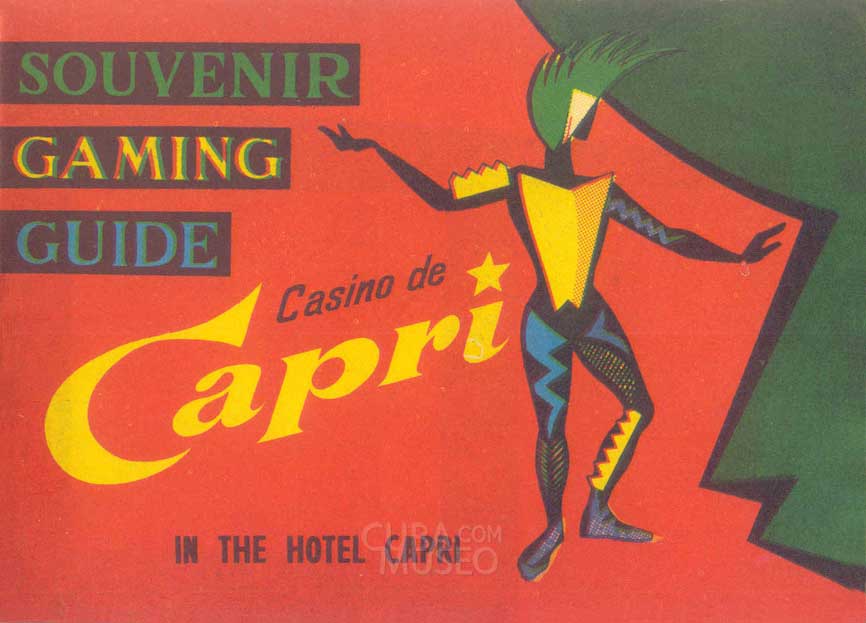 SOUVENIR
GAMING
GUIDE
Casino de
Capri
IN THE HOTEL CAPRI
CUBA.COM
MUSEO